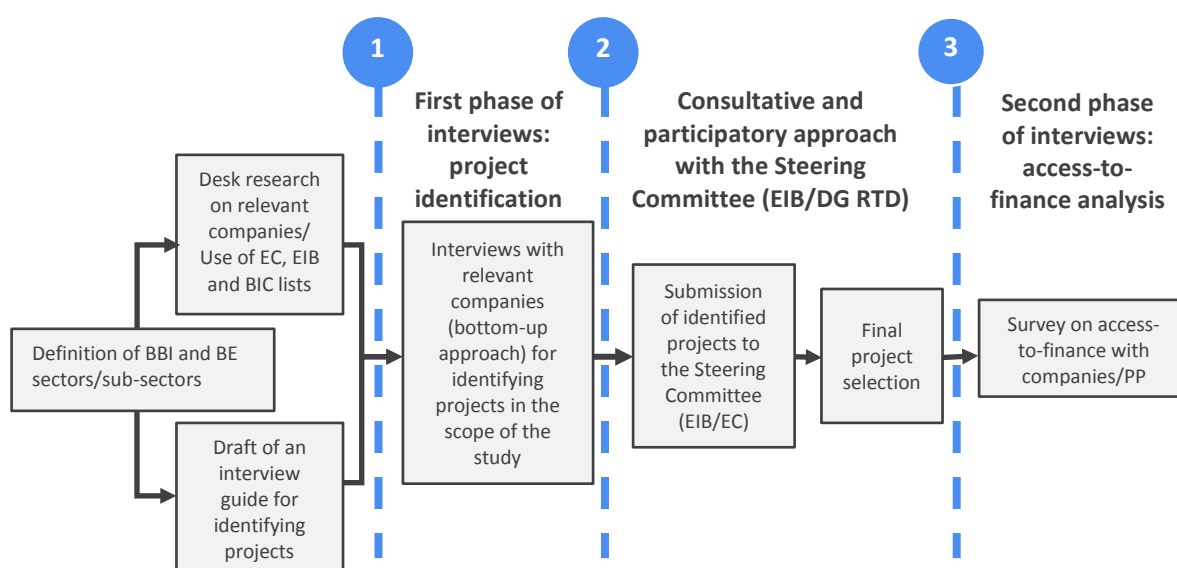 1
2
3
First phase of
interviews:
project
identification
Consultative and
participatory approach
with the Steering
Committee (EIB/DG RTD)
Second phase
of interviews:
access-to-
finance analysis
Desk research
on relevant
companies/
Use of EC, EIB
and BIC lists
Definition of BBI and BE
sectors/sub-sectors
Draft of an
interview
guide for
identifying
projects
Interviews with
relevant
companies
(bottom-up
approach) for
identifying
projects in the
scope of the
study
Submission
of identified
projects to
the Steering
Committee
(EIB/EC)
Final
project
selection
Survey on access-
to-finance with
companies/PP